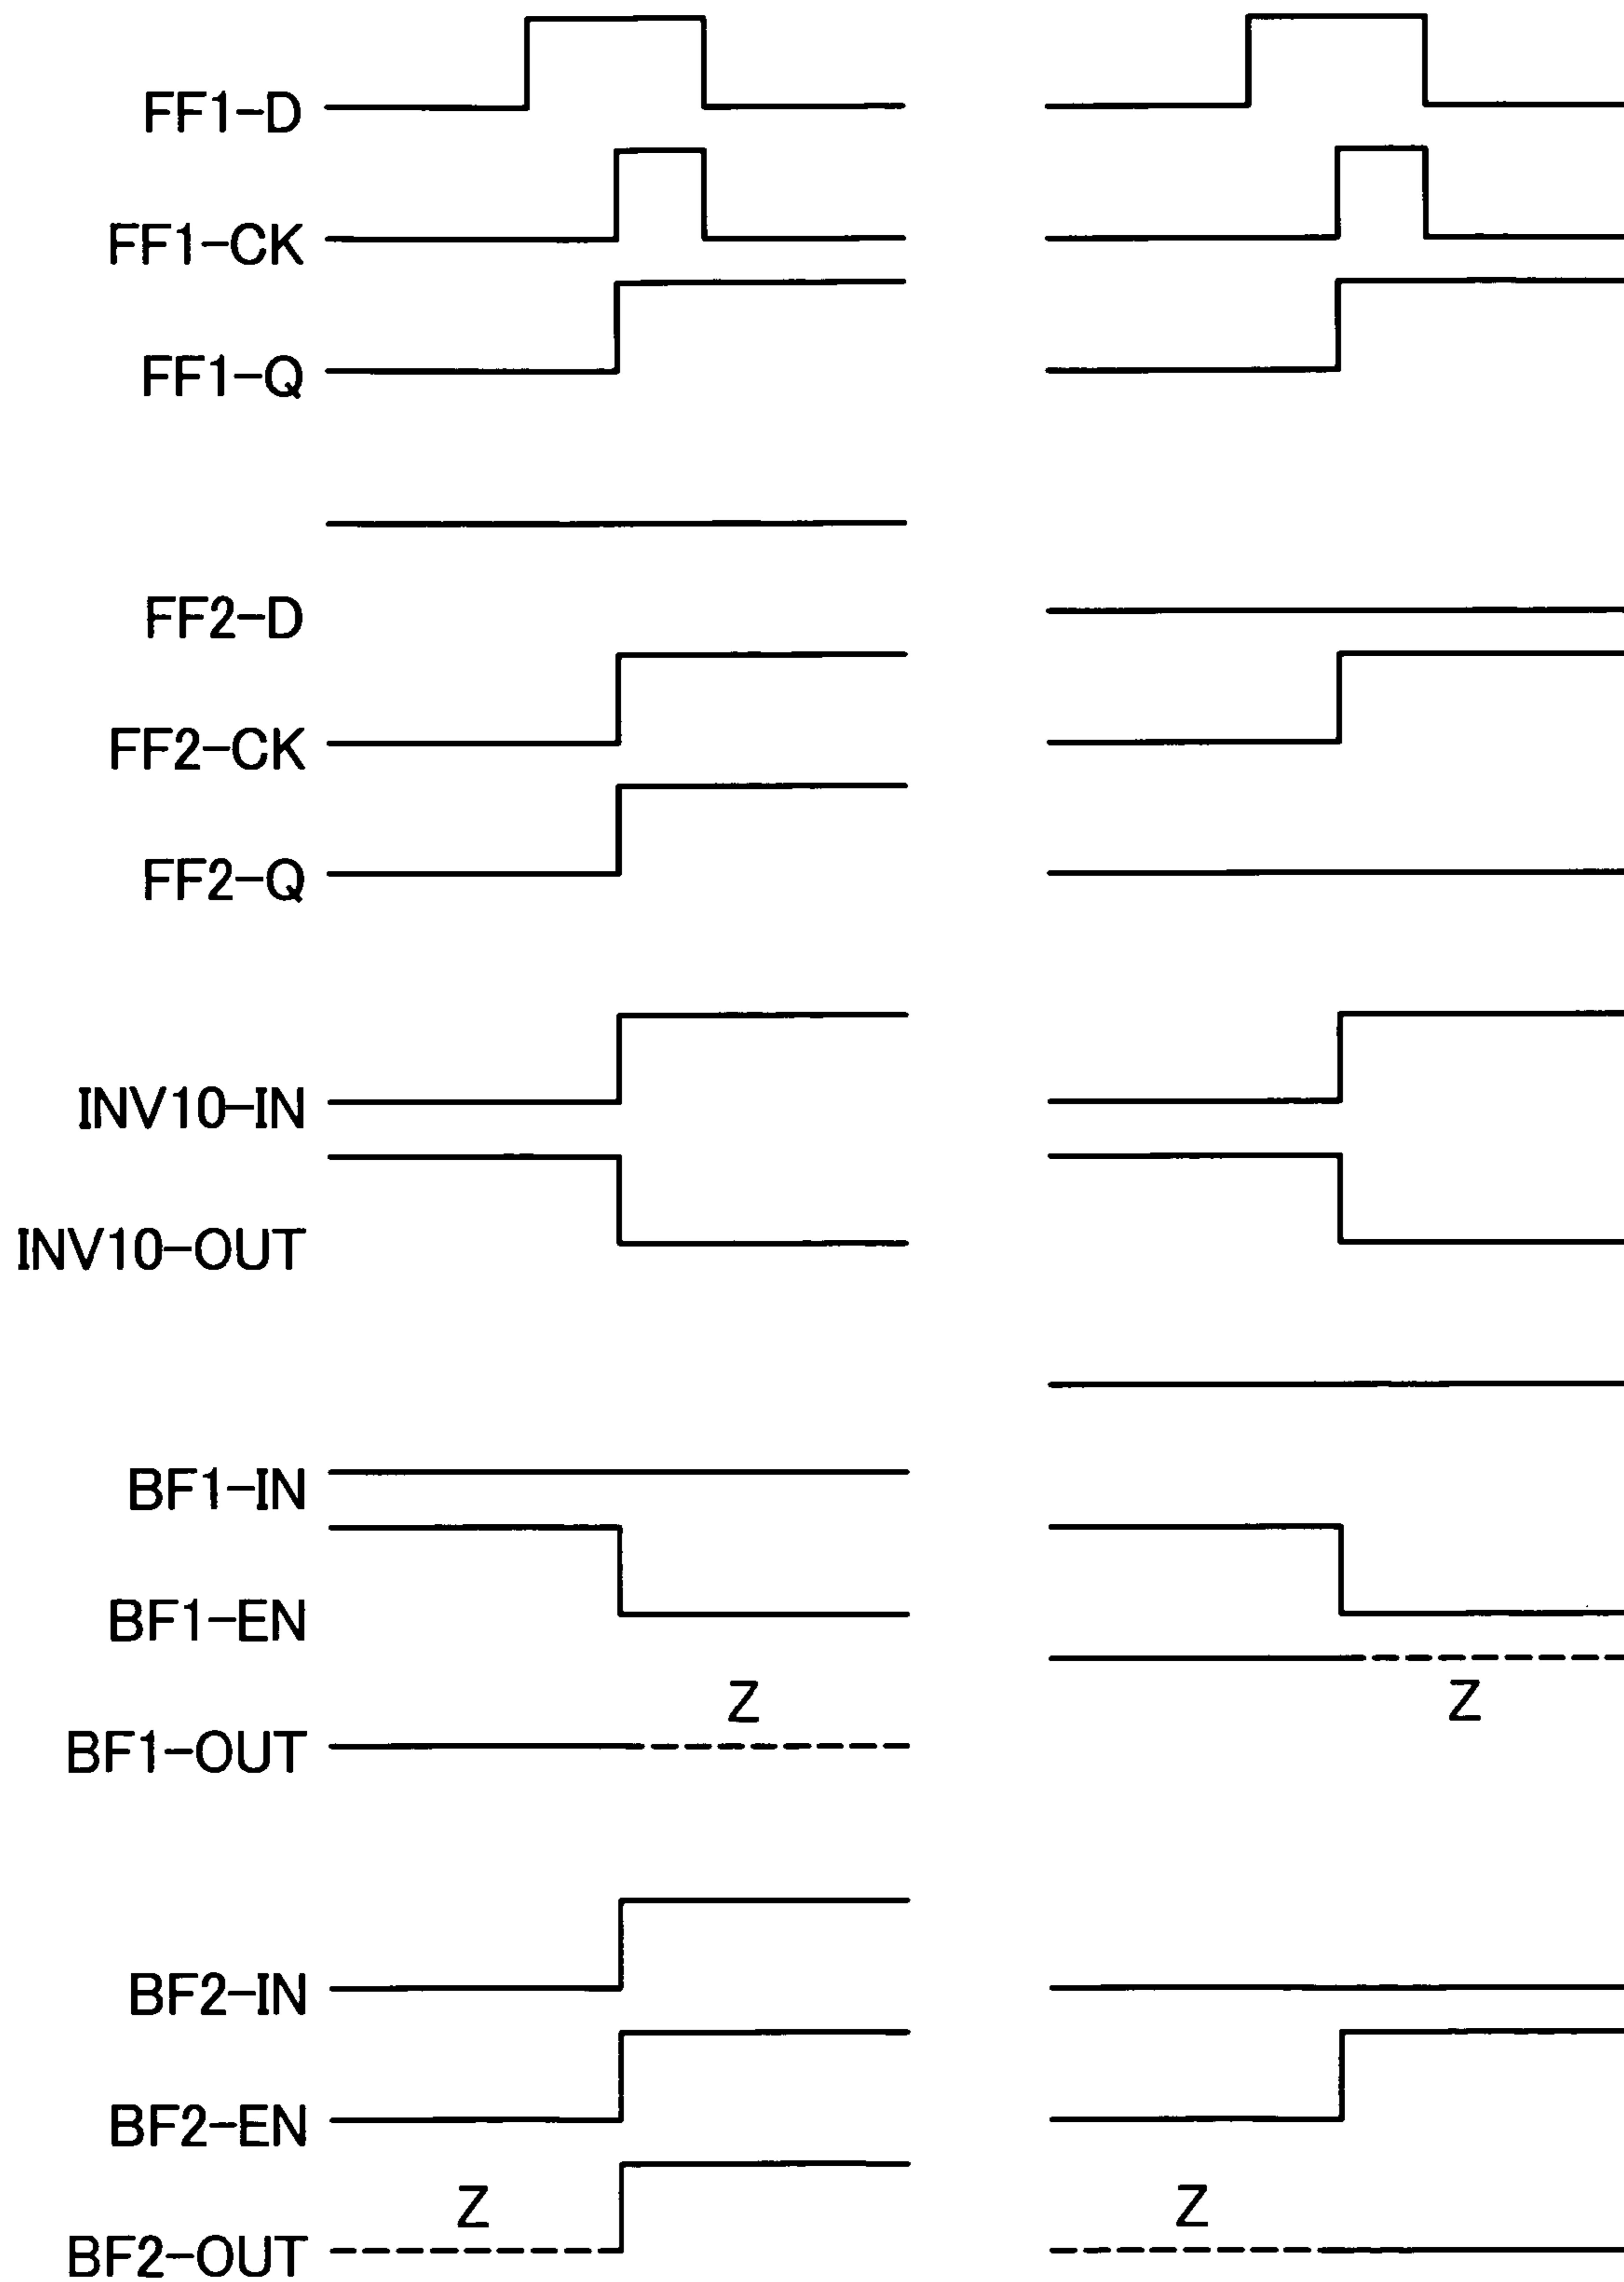 FF1-D
FF1-CK
FF1-Q
FF2-D
FF2-CK
FF2-Q
INV10-IN
INV10-OUT
BF1-IN
BF1-EN
Z Z
BF1-OUT
BF2-IN
BF2-EN
Z Z
BF2-OUT